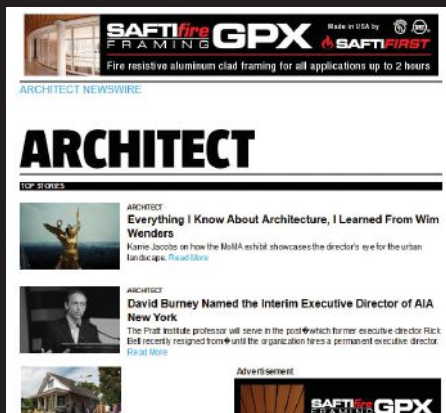 SAFTIfire GPX
FRAMING
Made in USA by
SAFTIFIRST
Fire resistive aluminum clad framing for all applications up to 2 hours
ARCHITECT NEWSWIRE
ARCHITECT
TOP STORIES
ARCHITECT
Everything I Know About Architecture, I Learned From Wim
Wenders
Karrie Jacobs on how the MoMA exhibit showcases the director's eye for the urban
landscape. Read More
ARCHITECT
David Burney Named the Interim Executive Director of AIA
New York
The Pratt Institute professor will serve in the post�which former executive director Rick
Bell recently resigned from�until the organization hires a permanent executive director.
Read More
Advertisement
SAFTIfire GPX